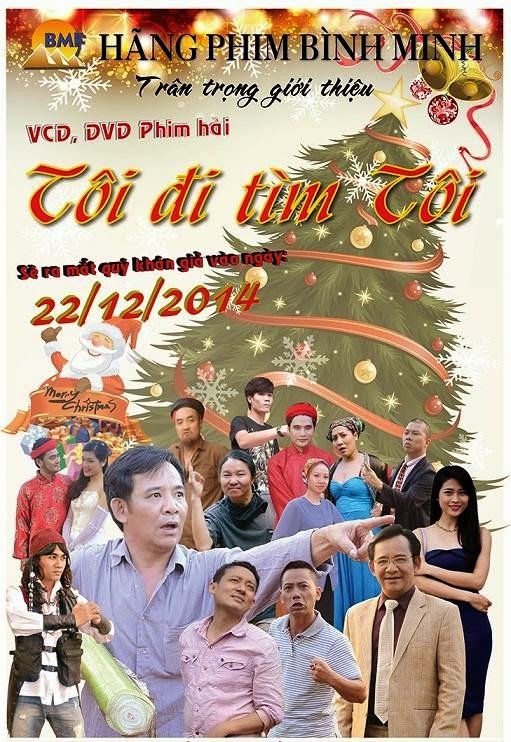 BMF
HÃNG PHIM BÌNH MINH
Trân trọng giới thiệu
VCD, DVD Phim hài
Tôi đi tìm Tôi
Sẽ ra mắt quý khán giả vào ngày:
22/12/2014
Merry
Christmas